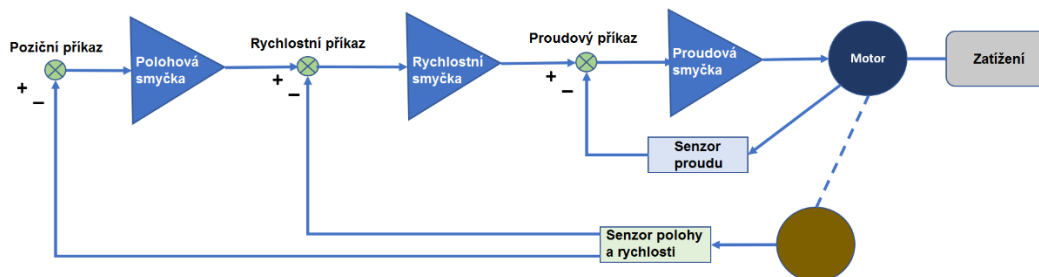 Poziční příkaz
+
−
Polohová
smyčka
Rychlostní příkaz
+
−
Rychlostní
smyčka
Proudový příkaz
+
−
Proudová
smyčka
Motor
Zatížení
Senzor
proudu
Senzor polohy
a rychlosti